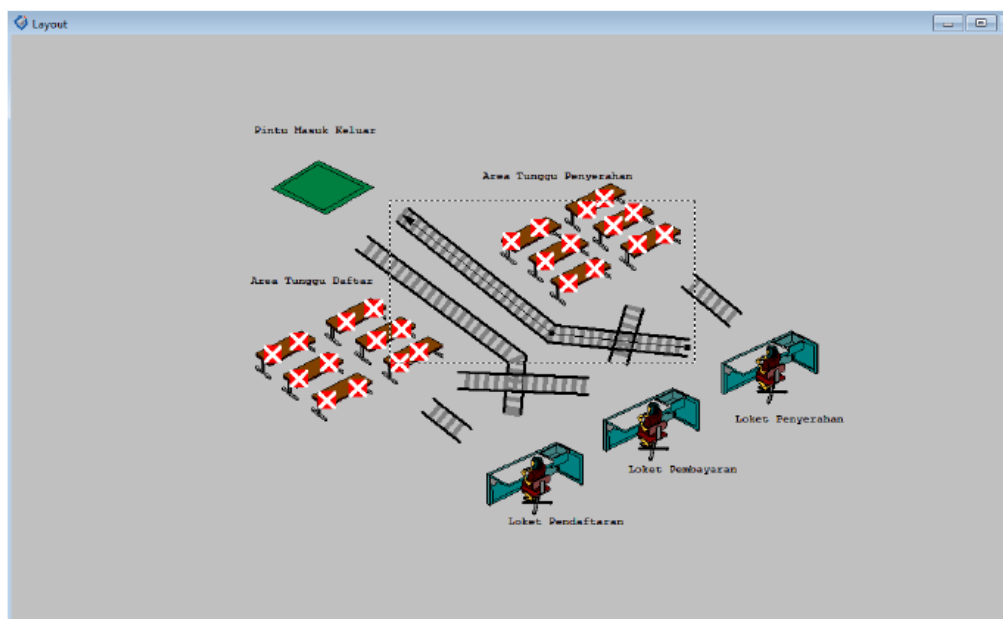 Layout
Pintu Masuk Keluar
Area Tunggu Penyerahan
Area Tunggu Daftar
Loket Penyerahan
Loket Pembayaran
Loket Pendaftaran